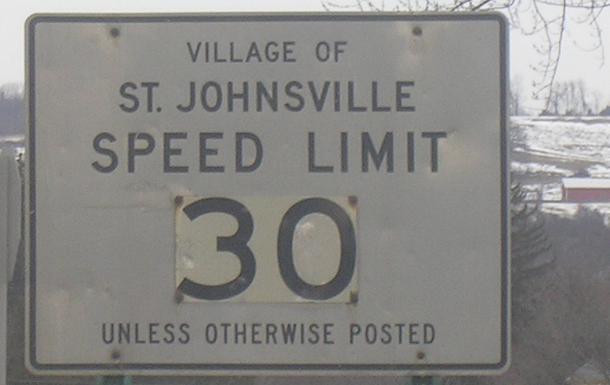 VILLAGE OF
ST. JOHNSVILLE
SPEED LIMIT
30
UNLESS OTHERWISE POSTED